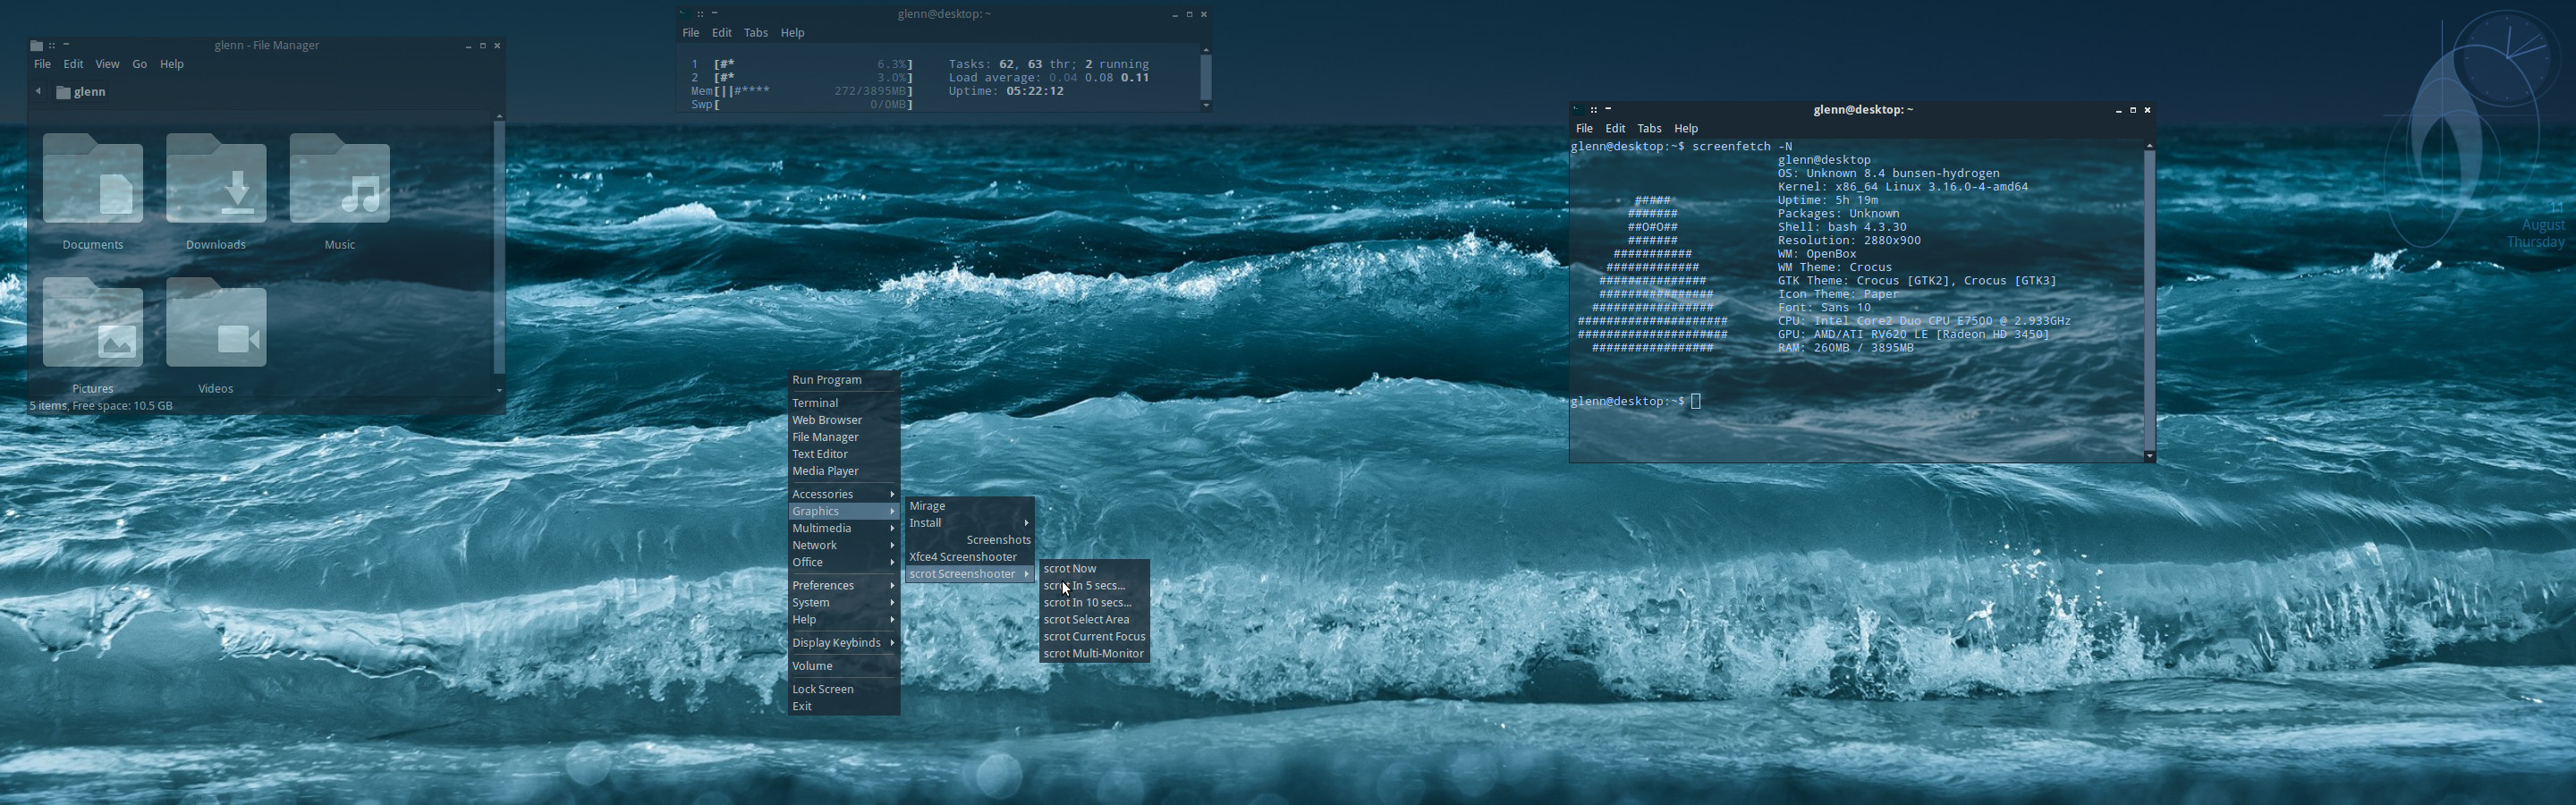 glenn - File Manager
File Edit View Go Help
glenn
Documents Downloads Music
Pictures Videos
5 items, Free space: 10.5 GB
glenn@desktop: ~
File Edit Tabs Help
1 [#* 6.3%] Tasks: 62, 63 thr; 2 running
2 [#* 3.0%] Load average: 0.04 0.08 0.11
Mem[||#**** 272/3895MB] Uptime: 05:22:12
Swp[ 0/0MB]
Run Program
Terminal
Web Browser
File Manager
Text Editor
Media Player
Accessories
Graphics
Multimedia
Network
Office
Preferences
System
Help
Display Keybinds
Volume
Lock Screen
Exit
Mirage
Install
Screenshots
Xfce4 Screenshooter
scrot Screenshooter
scrot Now
scrot In 5 secs...
scrot In 10 secs...
scrot Select Area
scrot Current Focus
scrot Multi-Monitor
glenn@desktop: ~
File Edit Tabs Help
glenn@desktop:~$ screenfetch -N
glenn@desktop
OS: Unknown 8.4 bunsen-hydrogen
Kernel: x86_64 Linux 3.16.0-4-amd64
##### Uptime: 5h 19m
####### Packages: Unknown
##O#O## Shell: bash 4.3.30
####### Resolution: 2880x900
########### WM: OpenBox
############# WM Theme: Crocus
############### GTK Theme: Crocus [GTK2], Crocus [GTK3]
################ Icon Theme: Paper
################# Font: Sans 10
##################### CPU: Intel Core2 Duo CPU E7500 @ 2.933GHz
##################### GPU: AMD/ATI RV620 LE [Radeon HD 3450]
################# RAM: 260MB / 3895MB
glenn@desktop:~$
11
August
Thursday